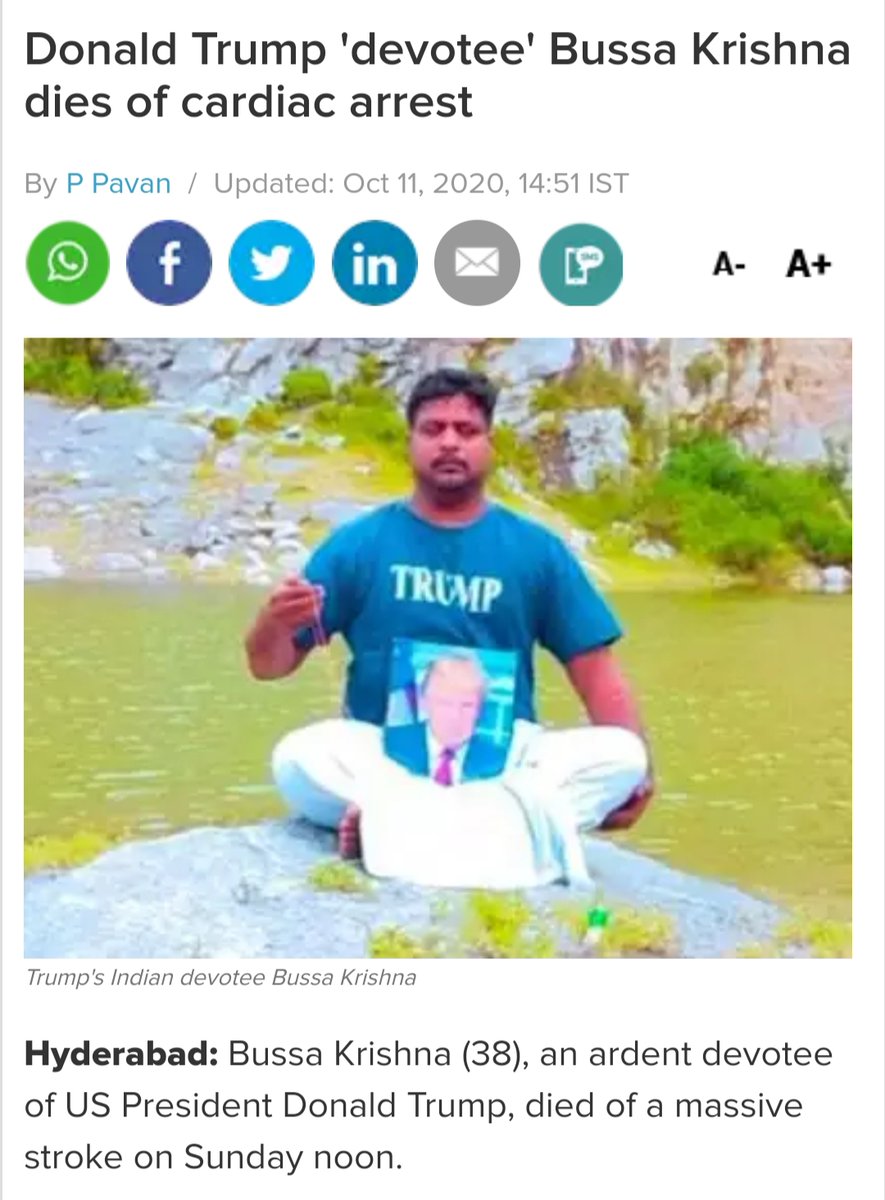 Donald Trump 'devotee' Bussa Krishna
dies of cardiac arrest
By P Pavan / Updated: Oct 11, 2020, 14:51 IST
f
in
SMS
A- A+
TRUMP
Trump's Indian devotee Bussa Krishna
Hyderabad: Bussa Krishna (38), an ardent devotee
of US President Donald Trump, died of a massive
stroke on Sunday noon.